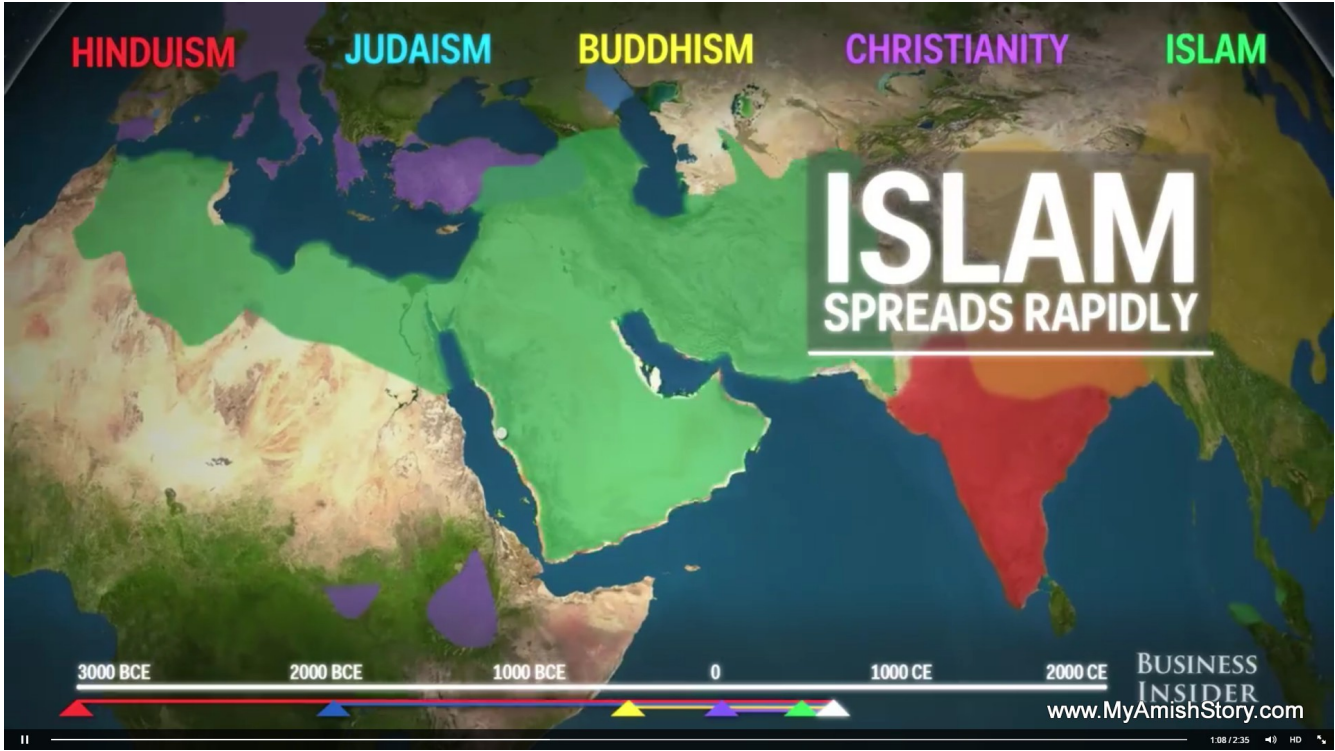 HINDUISM JUDAISM BUDDHISM CHRISTIANITY ISLAM
ISLAM
SPREADS RAPIDLY
3000 BCE 2000 BCE 1000 BCE 0 1000 CE 2000 CE
BUSINESS
INSIDER
www.MyAmishStory.com
1:08 / 2:35 HD